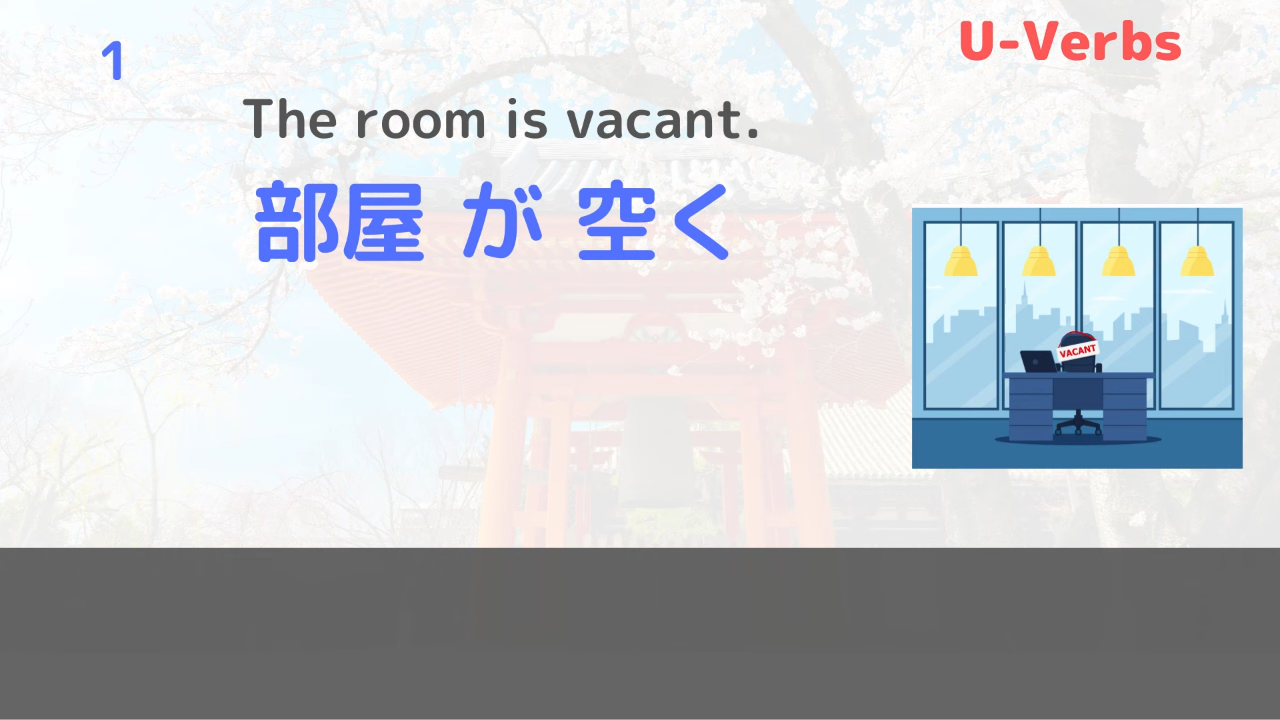 1
U-Verbs
The room is vacant.
部屋 が 空く
VACANT